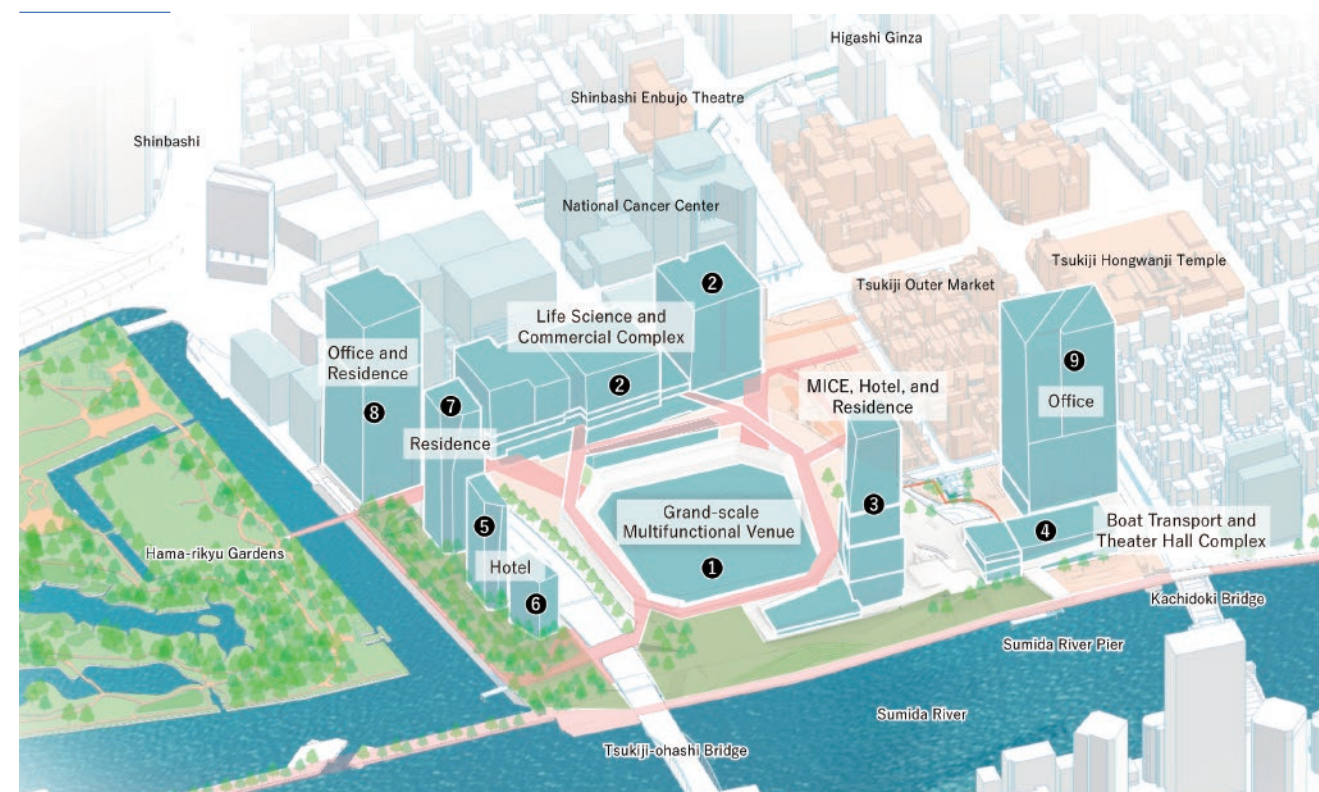 Higashi Ginza
Shinbashi Enbujo Theatre
Shinbashi
National Cancer Center
Tsukiji Hongwanji Temple
Tsukiji Outer Market
2
Life Science and
Commercial Complex
2
Office and
Residence
8
7
Residence
MICE, Hotel, and
Residence
3
9
Office
5
Hotel
6
Grand-scale
Multifunctional Venue
1
4
Boat Transport and
Theater Hall Complex
Hama-rikyu Gardens
Kachidoki Bridge
Sumida River Pier
Sumida River
Tsukiji-ohashi Bridge